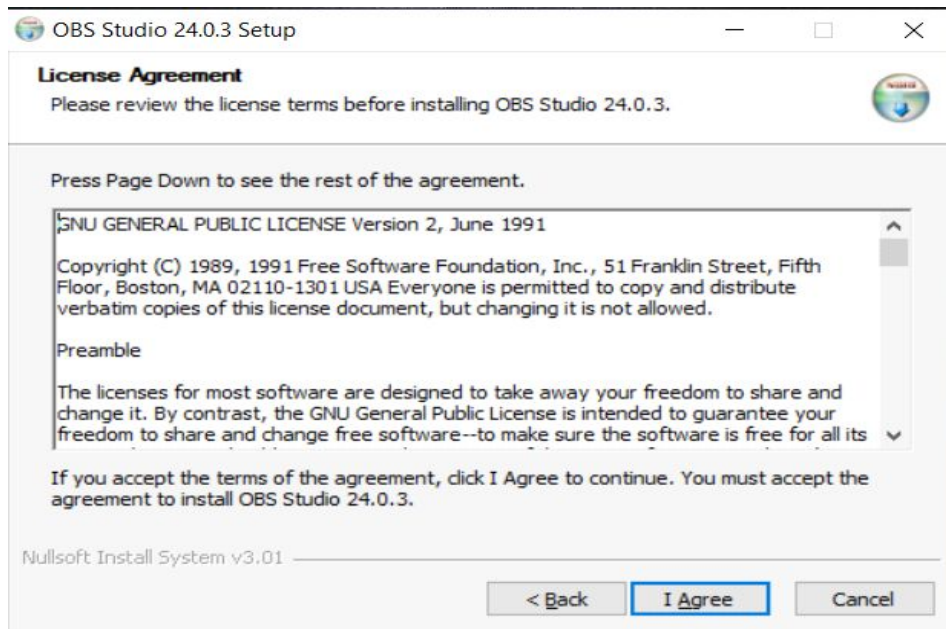 OBS Studio 24.0.3 Setup
License Agreement
Please review the license terms before installing OBS Studio 24.0.3.
Press Page Down to see the rest of the agreement.
GNU GENERAL PUBLIC LICENSE Version 2, June 1991
Copyright (C) 1989, 1991 Free Software Foundation, Inc., 51 Franklin Street, Fifth
Floor, Boston, MA 02110-1301 USA Everyone is permitted to copy and distribute
verbatim copies of this license document, but changing it is not allowed.
Preamble
The licenses for most software are designed to take away your freedom to share and
change it. By contrast, the GNU General Public License is intended to guarantee your
freedom to share and change free software--to make sure the software is free for all its
If you accept the terms of the agreement, click I Agree to continue. You must accept the
agreement to install OBS Studio 24.0.3.
Nullsoft Install System v3.01
< Back
I Agree
Cancel